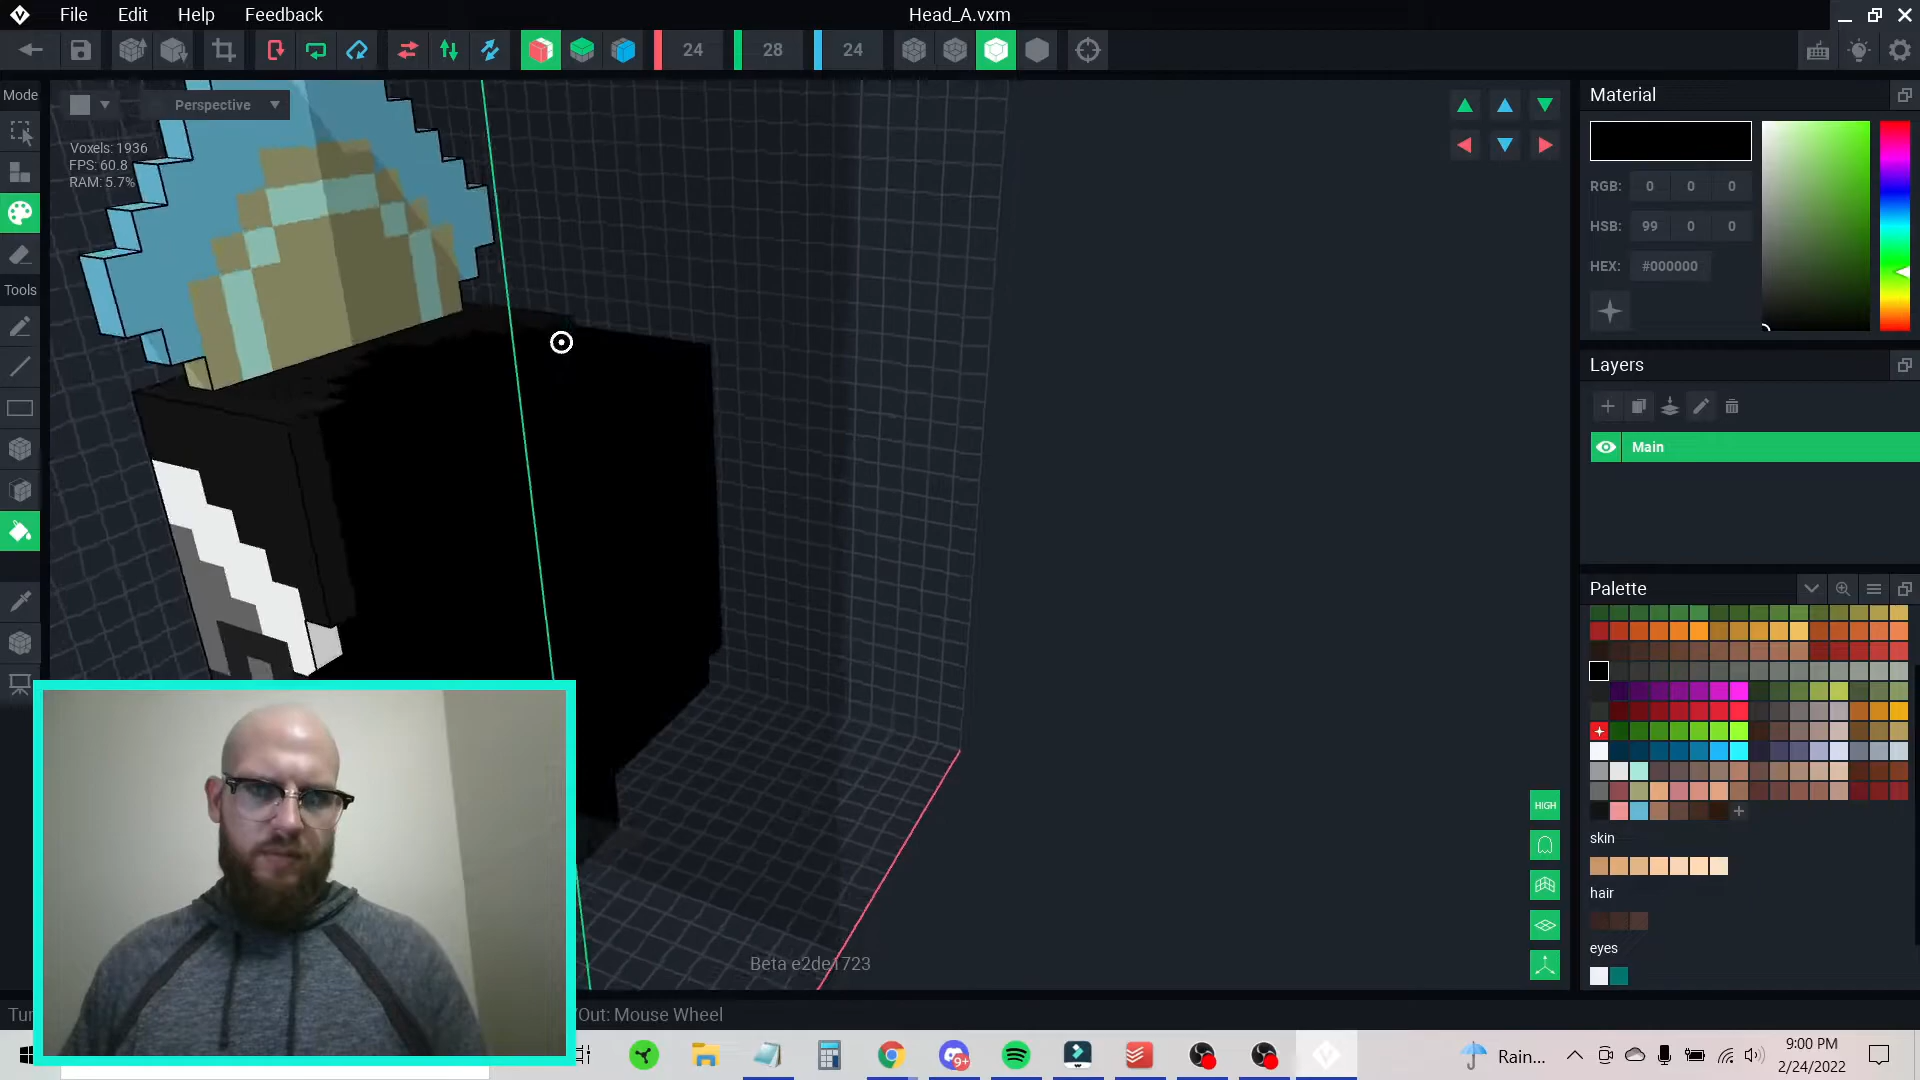 File Edit Help Feedback Head_A.vxm
24 28 24
Mode
Perspective
Voxels: 1936
FPS: 60.8
RAM: 5.7%
Tools
Material
RGB: 0 0 0
HSB: 99 0 0
HEX: #000000
Layers
Main
Palette
skin
hair
eyes
HIGH
Beta e2de1723
/Out: Mouse Wheel
9+
Rain...
9:00 PM
2/24/2022